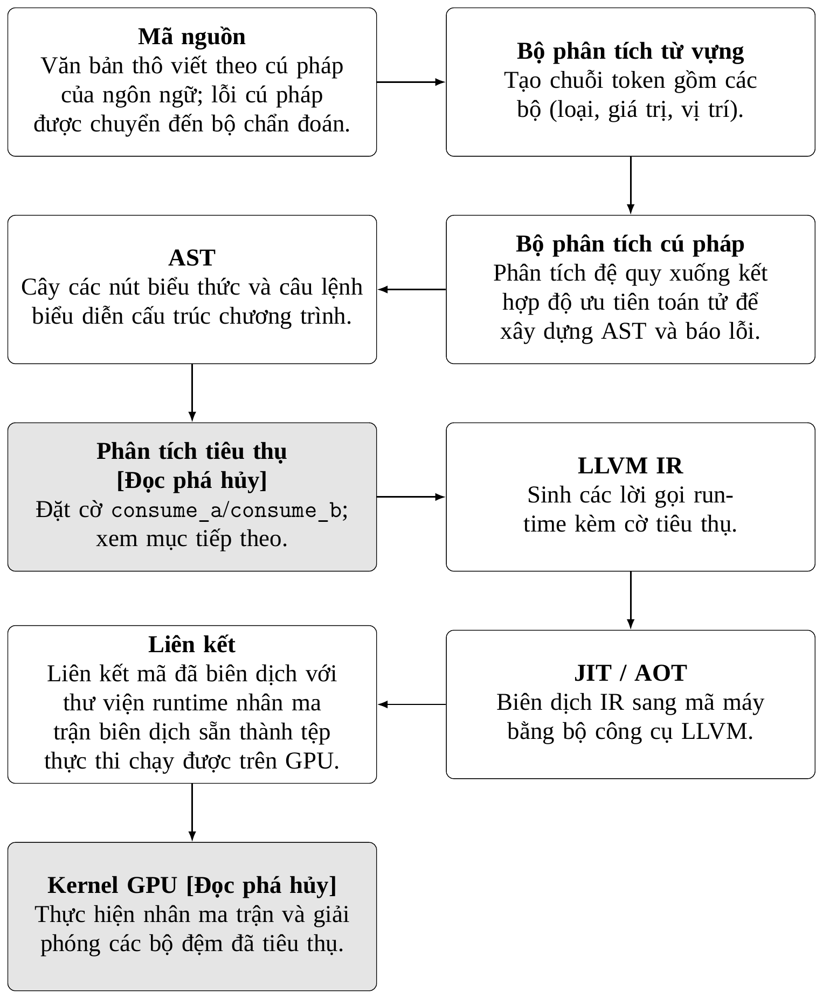 Mã nguồn
Văn bản thô viết theo cú pháp
của ngôn ngữ; lỗi cú pháp
được chuyển đến bộ chẩn đoán.
Bộ phân tích từ vựng
Tạo chuỗi token gồm các
bộ (loại, giá trị, vị trí).
Bộ phân tích cú pháp
Phân tích đệ quy xuống kết
hợp độ ưu tiên toán tử để
xây dựng AST và báo lỗi.
AST
Cây các nút biểu thức và câu lệnh
biểu diễn cấu trúc chương trình.
Phân tích tiêu thụ
[Đọc phá hủy]
Đặt cờ consume_a/consume_b;
xem mục tiếp theo.
LLVM IR
Sinh các lời gọi run-
time kèm cờ tiêu thụ.
JIT / AOT
Biên dịch IR sang mã máy
bằng bộ công cụ LLVM.
Liên kết
Liên kết mã đã biên dịch với
thư viện runtime nhân ma
trận biên dịch sẵn thành tệp
thực thi chạy được trên GPU.
Kernel GPU [Đọc phá hủy]
Thực hiện nhân ma trận và giải
phóng các bộ đệm đã tiêu thụ.